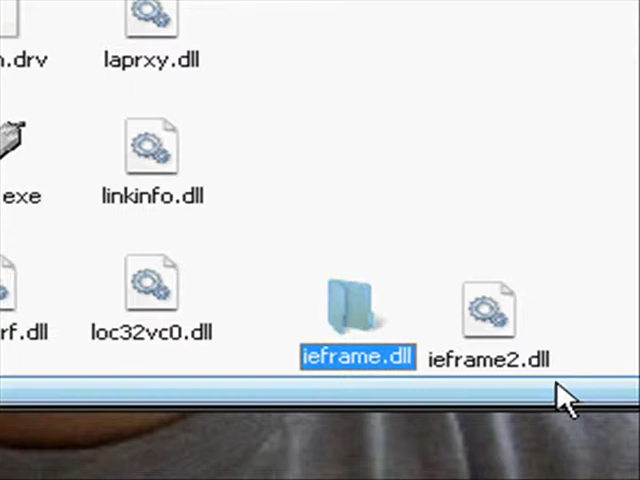 n.drv
laprxy.dll
.exe
linkinfo.dll
rf.dll
loc32vc0.dll
ieframe.dll
ieframe2.dll